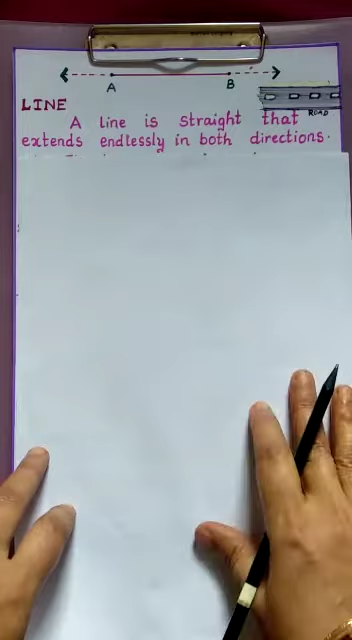 A B
ROAD
LINE
A line is straight that
extends endlessly in both directions.